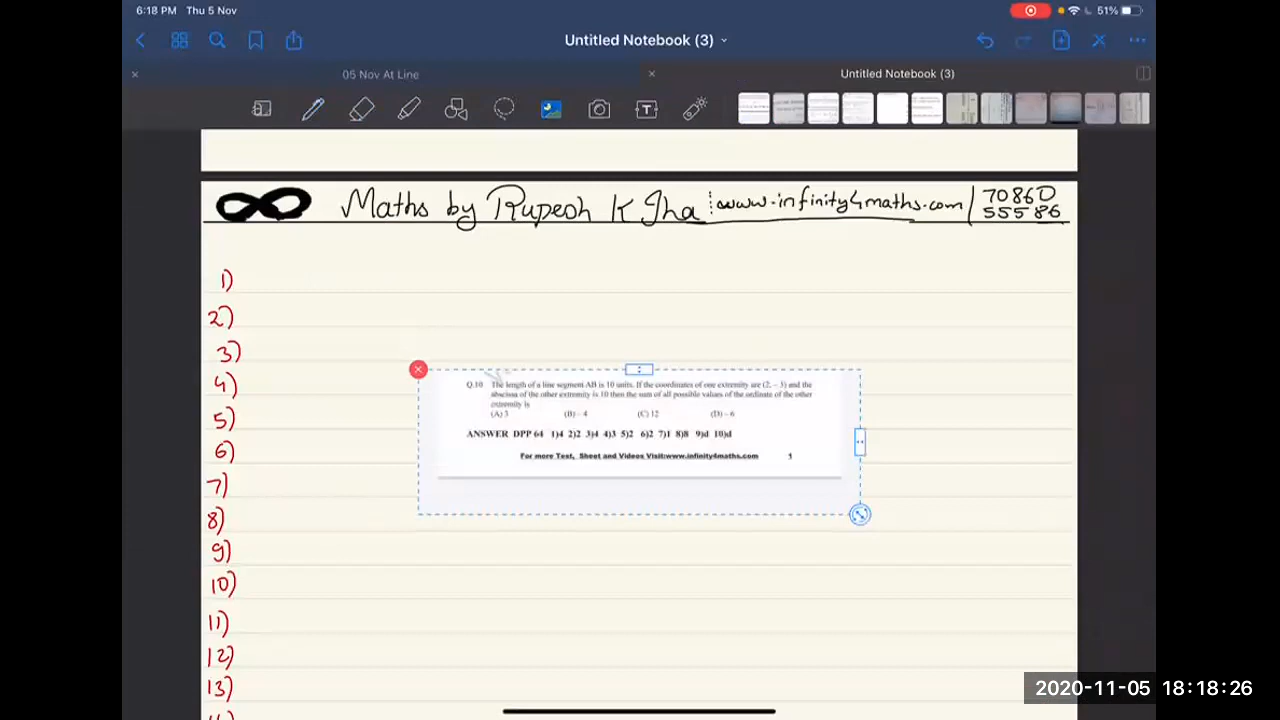 6:18 PM Thu 5 Nov
51%
Untitled Notebook (3)
05 Nov At Line
Untitled Notebook (3)
Maths by Rupesh K Jha www.infinity4maths.com 70860 55586
1)
2)
3)
4)
5)
6)
7)
8)
9)
10)
11)
12)
13)
Q.10 The length of a line segment AB is 10 units. If the coordinates of one extremity are (2, – 3) and the
abscissa of the other extremity is 10 then the sum of all possible values of the ordinate of the other
extremity is
(A) 3 (B) – 4 (C) 12 (D) – 6
ANSWER DPP 64 1)4 2)2 3)4 4)3 5)2 6)2 7)1 8)8 9)d 10)d
For more Test, Sheet and Videos Visit:www.infinity4maths.com 1
2020-11-05 18:18:26